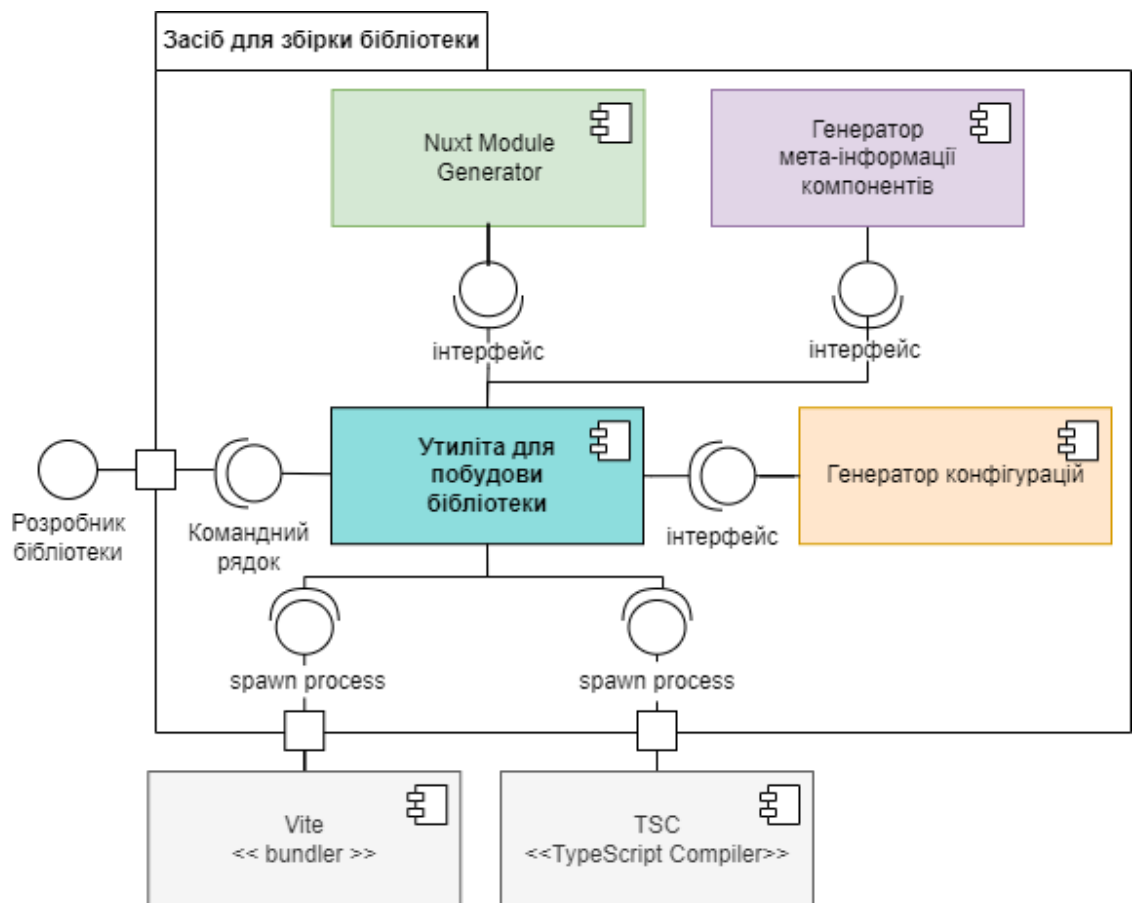 Засіб для збірки бібліотеки
Nuxt Module
Generator
Генератор
мета-інформації
компонентів
інтерфейс
інтерфейс
Утиліта для
побудови
бібліотеки
Генератор конфігурацій
Розробник
бібліотеки
Командний
рядок
інтерфейс
spawn process
spawn process
Vite
<< bundler >>
TSC
<<TypeScript Compiler>>